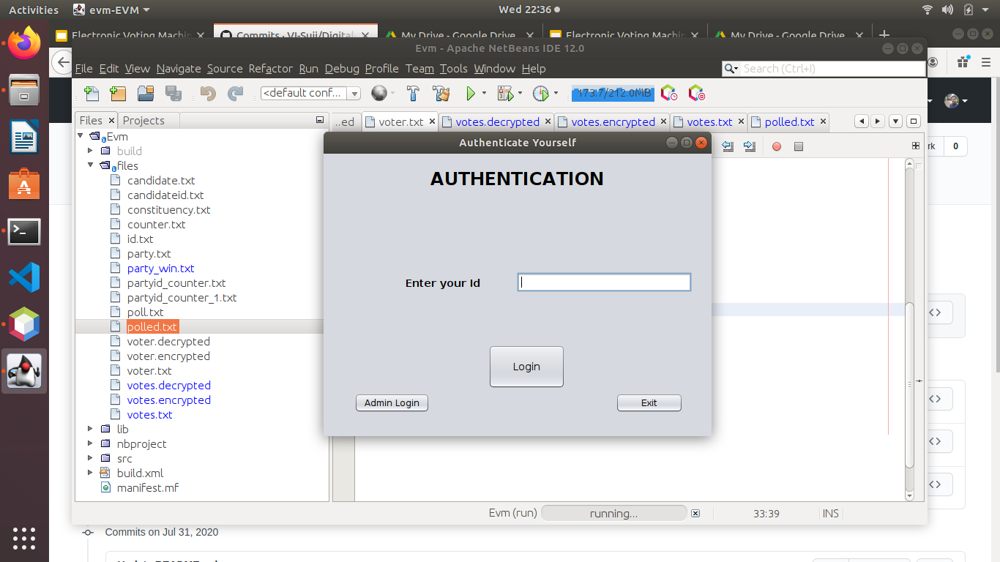 Activities evm-EVM Wed 22:36
Electronic Voting Machin Commits · VJ-Suji/Digital My Drive - Google Drive Electronic Voting Machin My Drive - Google Drive
Evm - Apache NetBeans IDE 12.0
File Edit View Navigate Source Refactor Run Debug Profile Team Tools Window Help Search (Ctrl+I)
<default conf... 173.7/212.0MB
Files Projects ..ed voter.txt votes.decrypted votes.encrypted votes.txt polled.txt
Evm
build
files
candidate.txt
candidateid.txt
constituency.txt
counter.txt
id.txt
party.txt
party_win.txt
partyid_counter.txt
partyid_counter_1.txt
poll.txt
polled.txt
voter.decrypted
voter.encrypted
voter.txt
votes.decrypted
votes.encrypted
votes.txt
lib
nbproject
src
build.xml
manifest.mf
Authenticate Yourself
AUTHENTICATION
Enter your Id
Login
Admin Login Exit
rk 0
Evm (run) running... 33:39 INS
Commits on Jul 31, 2020